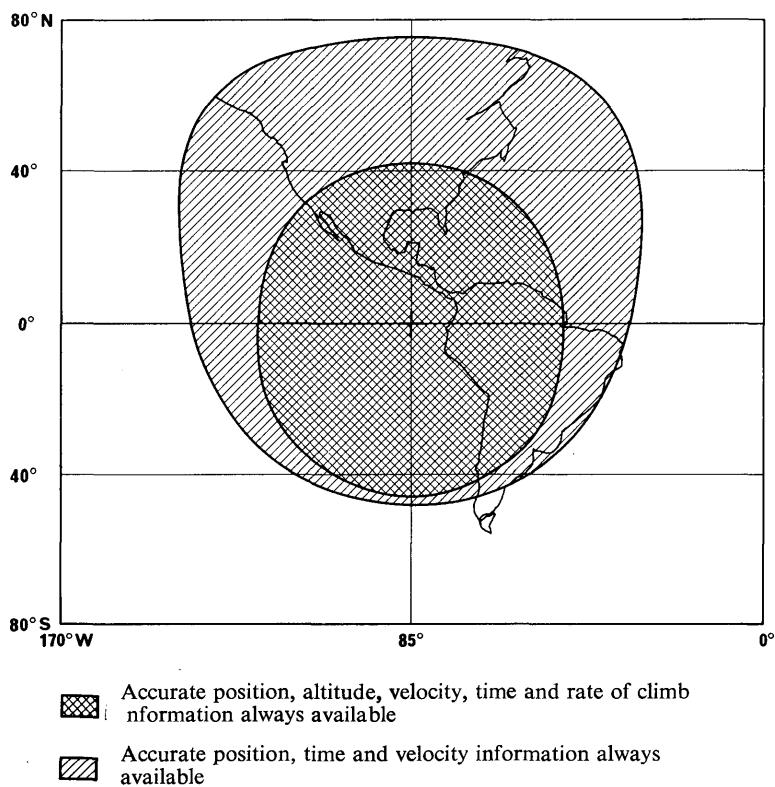 80°N
40°
0°
40°
80°S
170°W
85°
0°
Accurate position, altitude, velocity, time and rate of climb
nformation always available
Accurate position, time and velocity information always
available